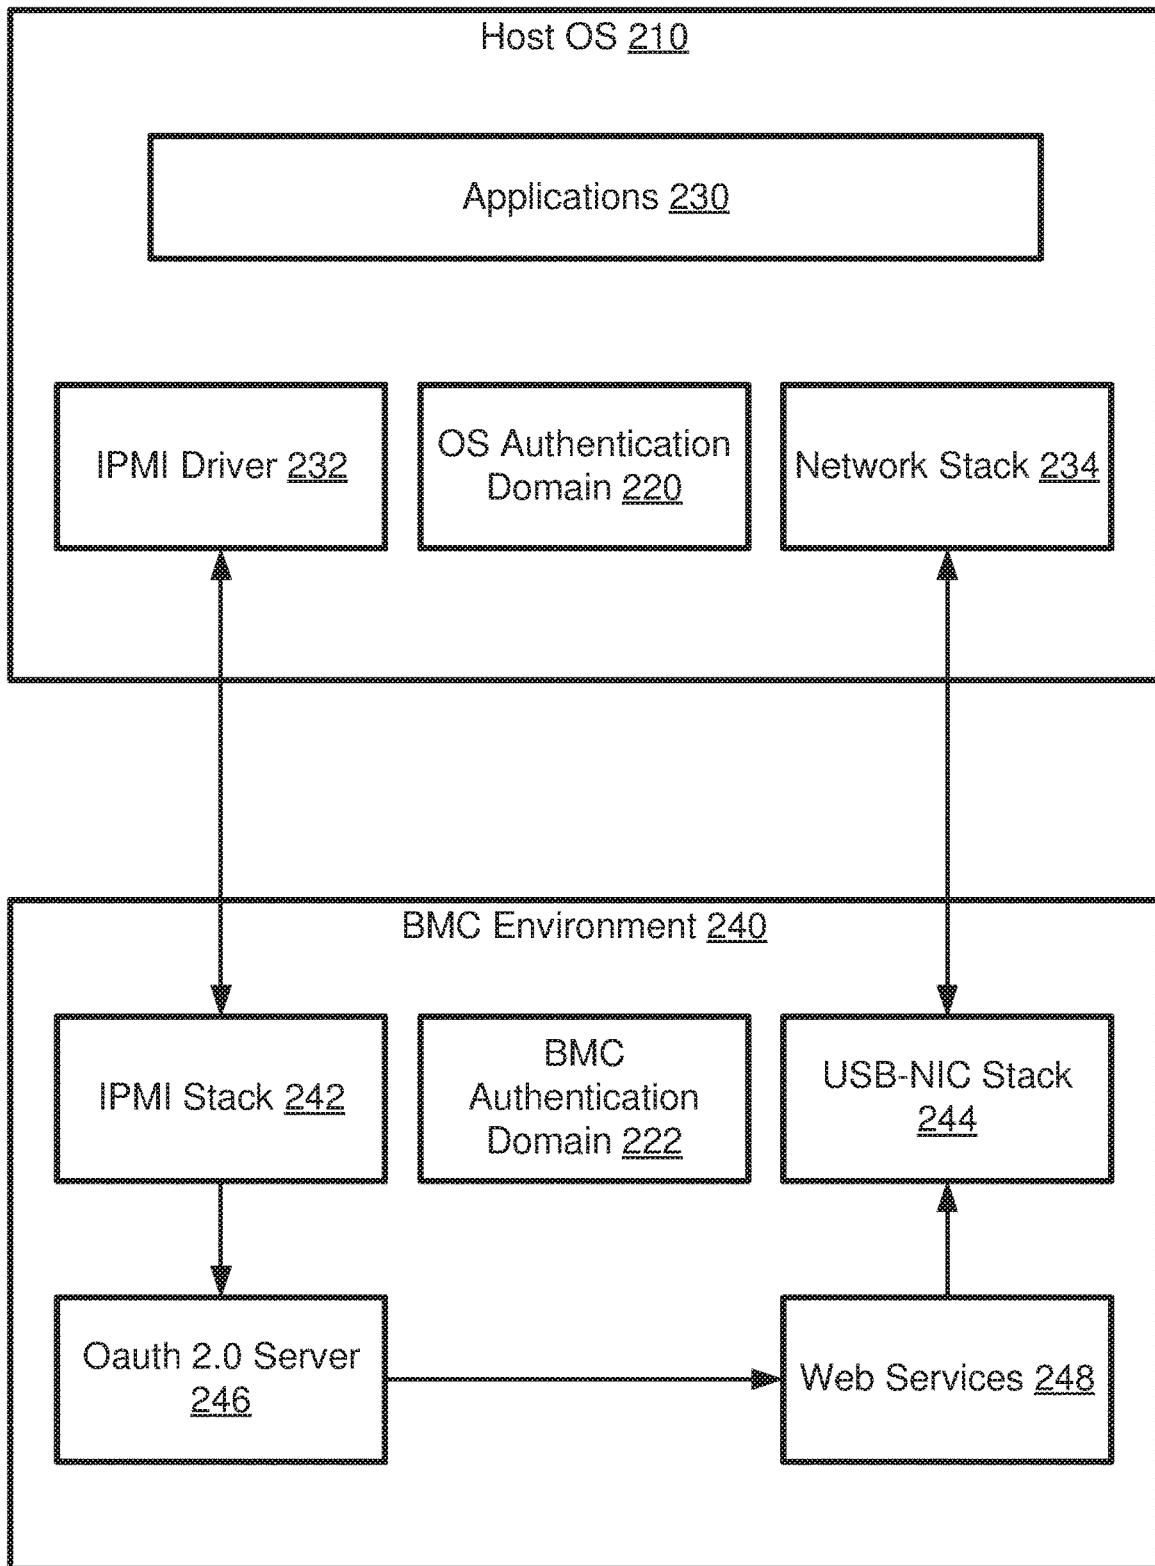 Host OS 210
Applications 230
IPMI Driver 232
OS Authentication
Domain 220
Network Stack 234
BMC Environment 240
IPMI Stack 242
BMC
Authentication
Domain 222
USB-NIC Stack
244
Oauth 2.0 Server
246
Web Services 248